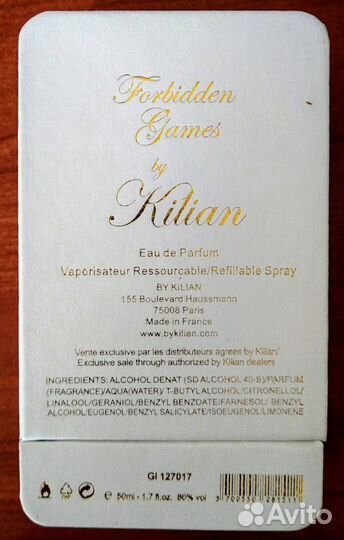 Forbidden
Games
by
Kilian
Eau de Parfum
Vaporisateur Ressourcable/Refillable Spray
BY KILIAN
155 Boulevard Haussmann
75008 Paris
Made in France
www.bykilian.com
Vente exclusive par les distributeurs agrees by Kilian/
Exclusive sale through authorized by Kilian dealers
INGREDIENTS: ALCOHOL DENAT (SD ALCOHOL 40-B)/PARFUM
(FRAGRANCE)/AQUA(WATER)/ T-BUTYL ALCOHOL/CITRONELLOL/
LINALOOL/GERANIOL/BENZYL BENZOATE/FARNESOL/ BENZYL
ALCOHOL/EUGENOL/BENZYL SALICYLATE/ISOEUGENOL/LIMONENE
GI 127017
e 50ml - 1.7 fl.oz. 80% vol
Avito